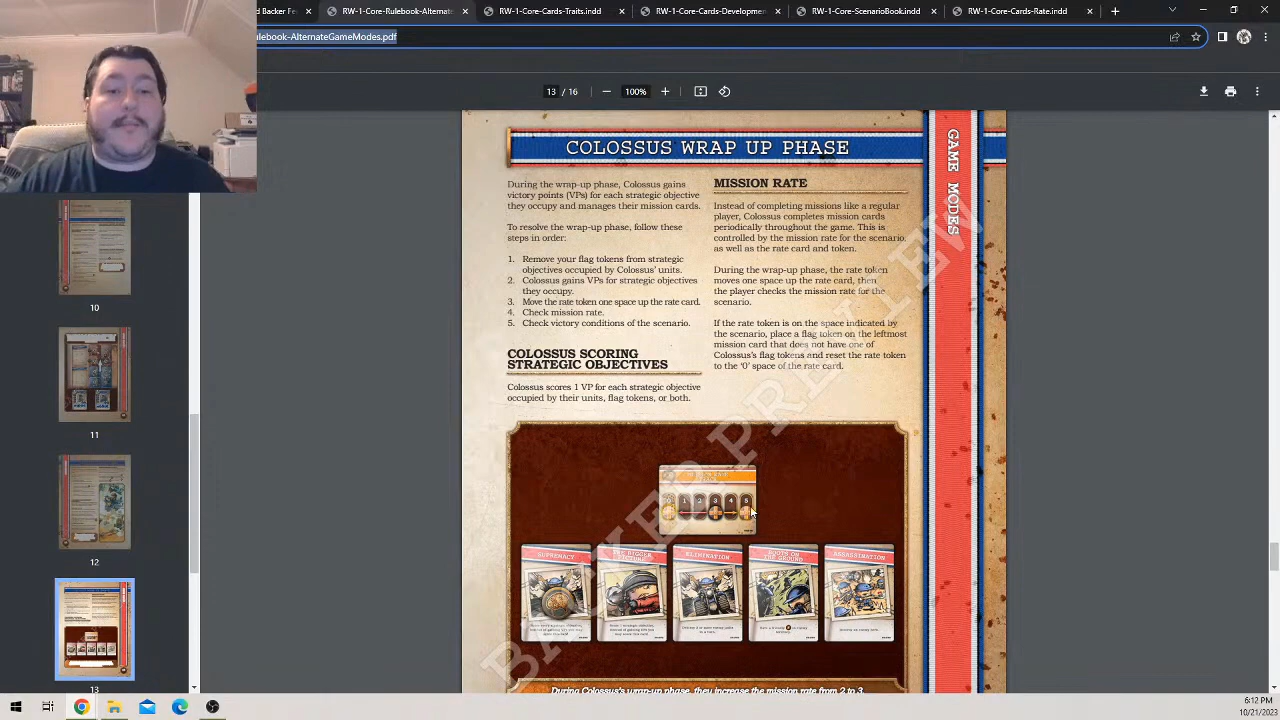 d Backer Fe
RW-1-Core-Rulebook-Alternate
RW-1-Core-Cards-Traits.indd
RW-1-Core-Cards-Developmen
RW-1-Core-ScenarioBook.indd
RW-1-Core-Cards-Rate.indd
ulebook-AlternateGameModes.pdf
13 / 16
100%
COLOSSUS WRAP UP PHASE
GAME MODES
During the wrap-up phase, Colossus gains
victory points (VPs) for each strategic objective
they occupy and manages their mission cards.
To resolve the wrap-up phase, follow these
steps in order:
1. Remove your flag tokens from strategic
objectives occupied by Colossus' units.
2. Colossus gains VPs for strategic objectives
they occupy.
3. Move the rate token one space up the rate card.
4. Check mission rate.
5. Check victory conditions of the scenario.
COLOSSUS SCORING
STRATEGIC OBJECTIVES
Colossus scores 1 VP for each strategic objective
occupied by their units, flag tokens, or both.
MISSION RATE
Instead of completing missions like a regular
player, Colossus completes mission cards
periodically throughout the game. This is
controlled by the mission rate for the scenario,
as well as the rate card and token.
During the wrap-up phase, the rate token
moves one space up the rate card, then
the player checks the mission rate for the
scenario.
If the rate token is on the space indicated by
the scenario, place a flag token on the leftmost
mission card that does not have one of
Colossus's flag tokens and reset the rate token
to the '0' space of the rate card.
0 1 2 3 4 5
SUPREMACY
ELIMINATION
ASSASSINATION
BACKER PREVIEW
During Colossus's wrap-up phase, they increase their rate from 2 to 3.
10
11
12
13
6:12 PM
10/21/2023